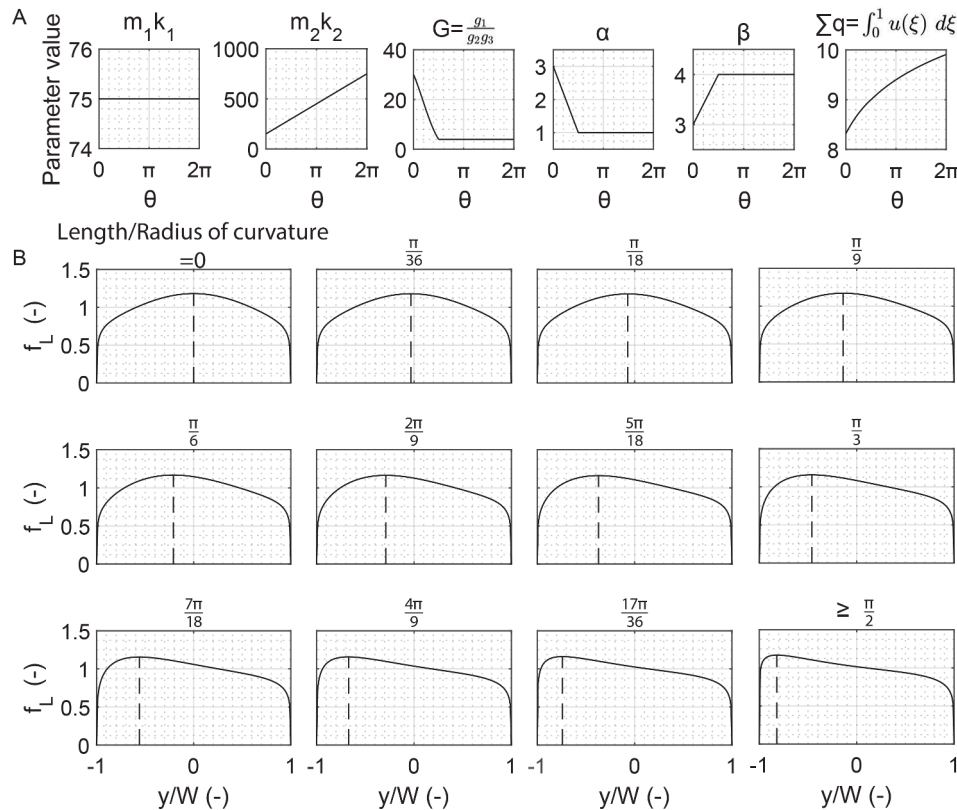 A
m₁k₁ m₂k₂ G=g₁/g₂g₃ α β ∑q=∫₀¹ u(ξ) dξ
Parameter value
76 75 74
0 π 2π
θ
1000 500 0
0 π 2π
θ
40 20 0
0 π 2π
θ
3 2 1
0 π 2π
θ
4 3
0 π 2π
θ
10 9 8
0 π 2π
θ
Length/Radius of curvature
B
=0 π/36 π/18 π/9
1.5
1
0.5
0
f_L (-)
π/6 2π/9 5π/18 π/3
1.5
1
0.5
0
f_L (-)
7π/18 4π/9 17π/36 ≥ π/2
1.5
1
0.5
0
f_L (-)
-1 0 1 -1 0 1 -1 0 1 -1 0 1
y/W (-) y/W (-) y/W (-) y/W (-)